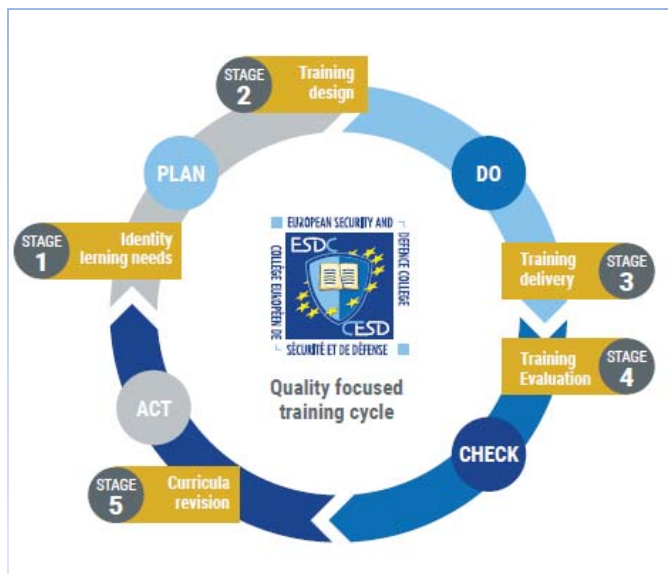 STAGE
1
Identity
lerning needs
PLAN
STAGE
2
Training
design
DO
Training
delivery
STAGE
3
Training
Evaluation
STAGE
4
CHECK
STAGE
5
Curricula
revision
ACT
EUROPEAN SECURITY AND
DEFENCE COLLEGE
COLLÈGE EUROPÉEN DE
SÉCURITÉ ET DE DÉFENSE
ESDC
CESD
Quality focused
training cycle